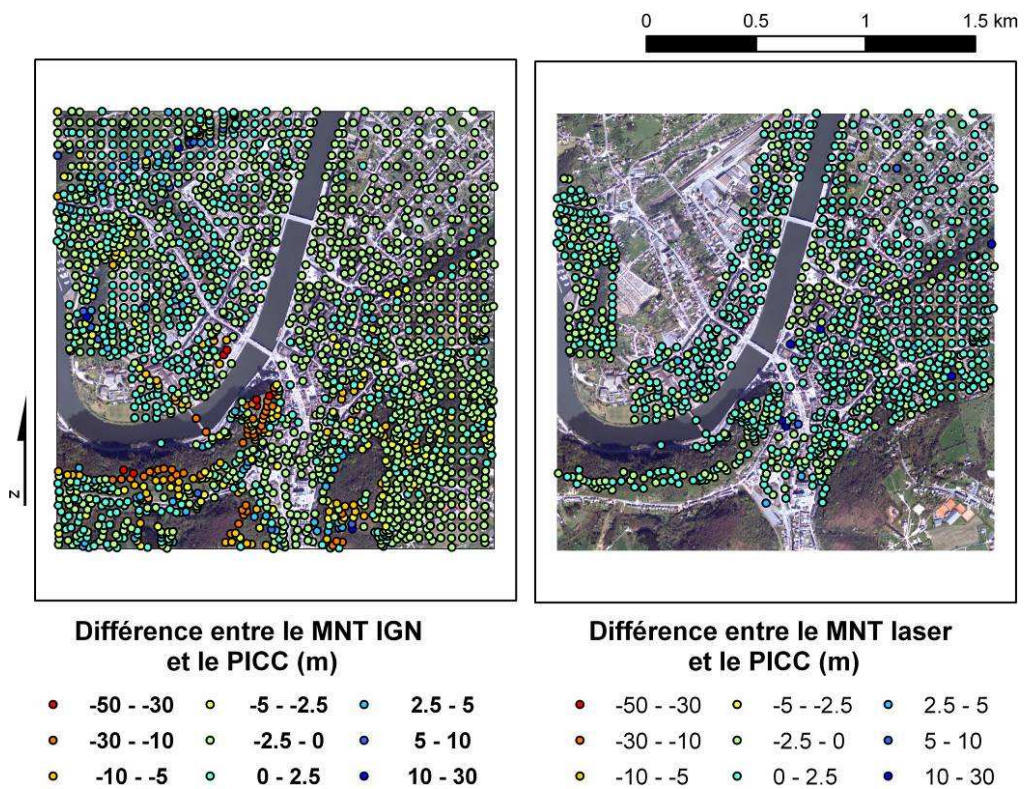 0 0.5 1 1.5 km
z
Différence entre le MNT IGN
et le PICC (m)
-50 - -30 -5 - -2.5 2.5 - 5
-30 - -10 -2.5 - 0 5 - 10
-10 - -5 0 - 2.5 10 - 30
Différence entre le MNT laser
et le PICC (m)
-50 - -30 -5 - -2.5 2.5 - 5
-30 - -10 -2.5 - 0 5 - 10
-10 - -5 0 - 2.5 10 - 30